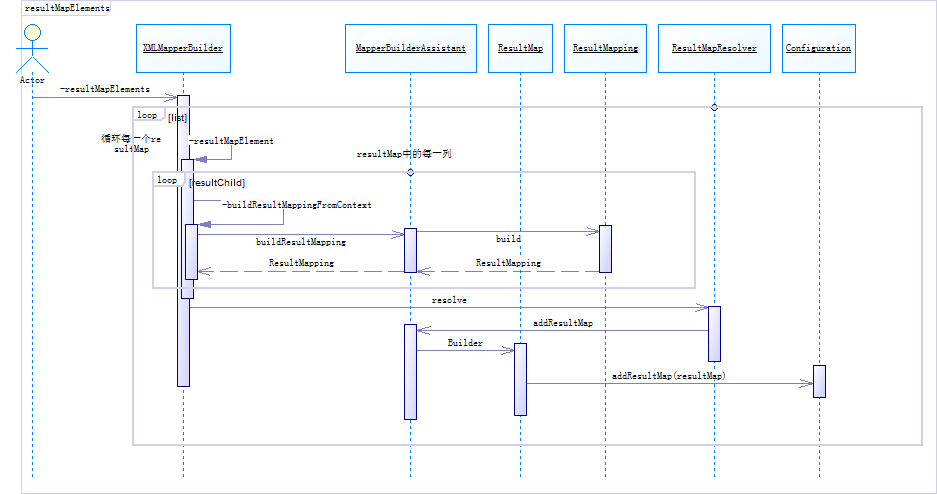 resultMapElements
XMLMapperBuilder
MapperBuilderAssistant
ResultMap
ResultMapping
ResultMapResolver
Configuration
Actor
-resultMapElements
loop
[list]
循环每一个re
sultMap
-resultMapElement
resultMap中的每一列
loop
[resultChild]
-buildResultMappingFromContext
buildResultMapping
build
ResultMapping
ResultMapping
resolve
addResultMap
Builder
addResultMap(resultMap)